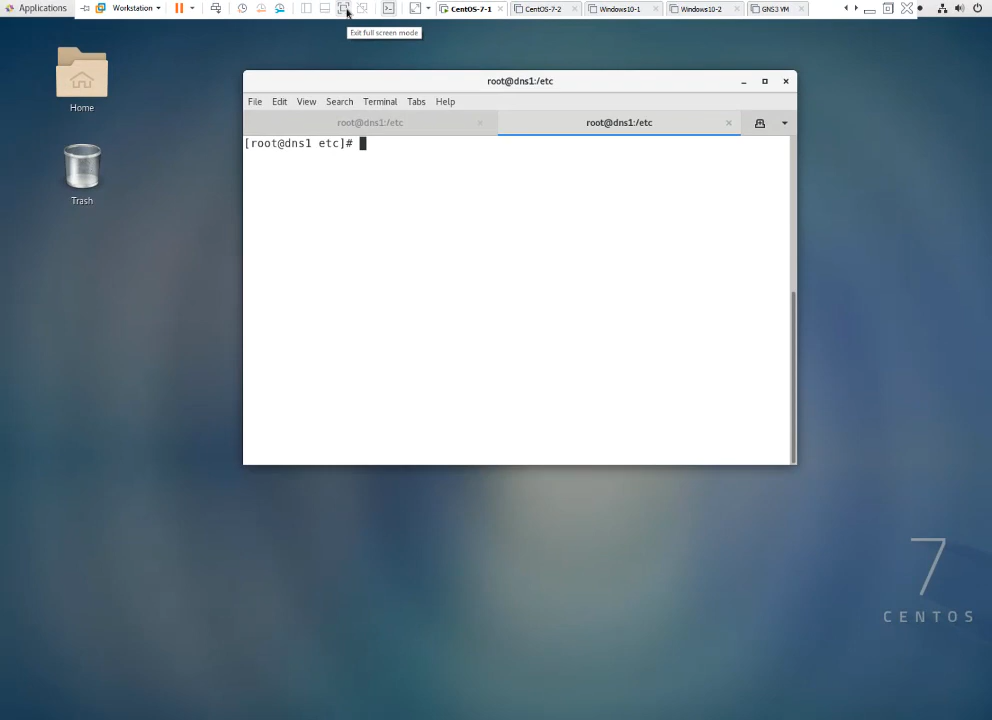 Applications Workstation CentOS-7-1 CentOS-7-2 Windows10-1 Windows10-2 GNS3 VM
Exit full screen mode
Home
Trash
root@dns1:/etc
File Edit View Search Terminal Tabs Help
root@dns1:/etc root@dns1:/etc
[root@dns1 etc]#
7
CENTOS